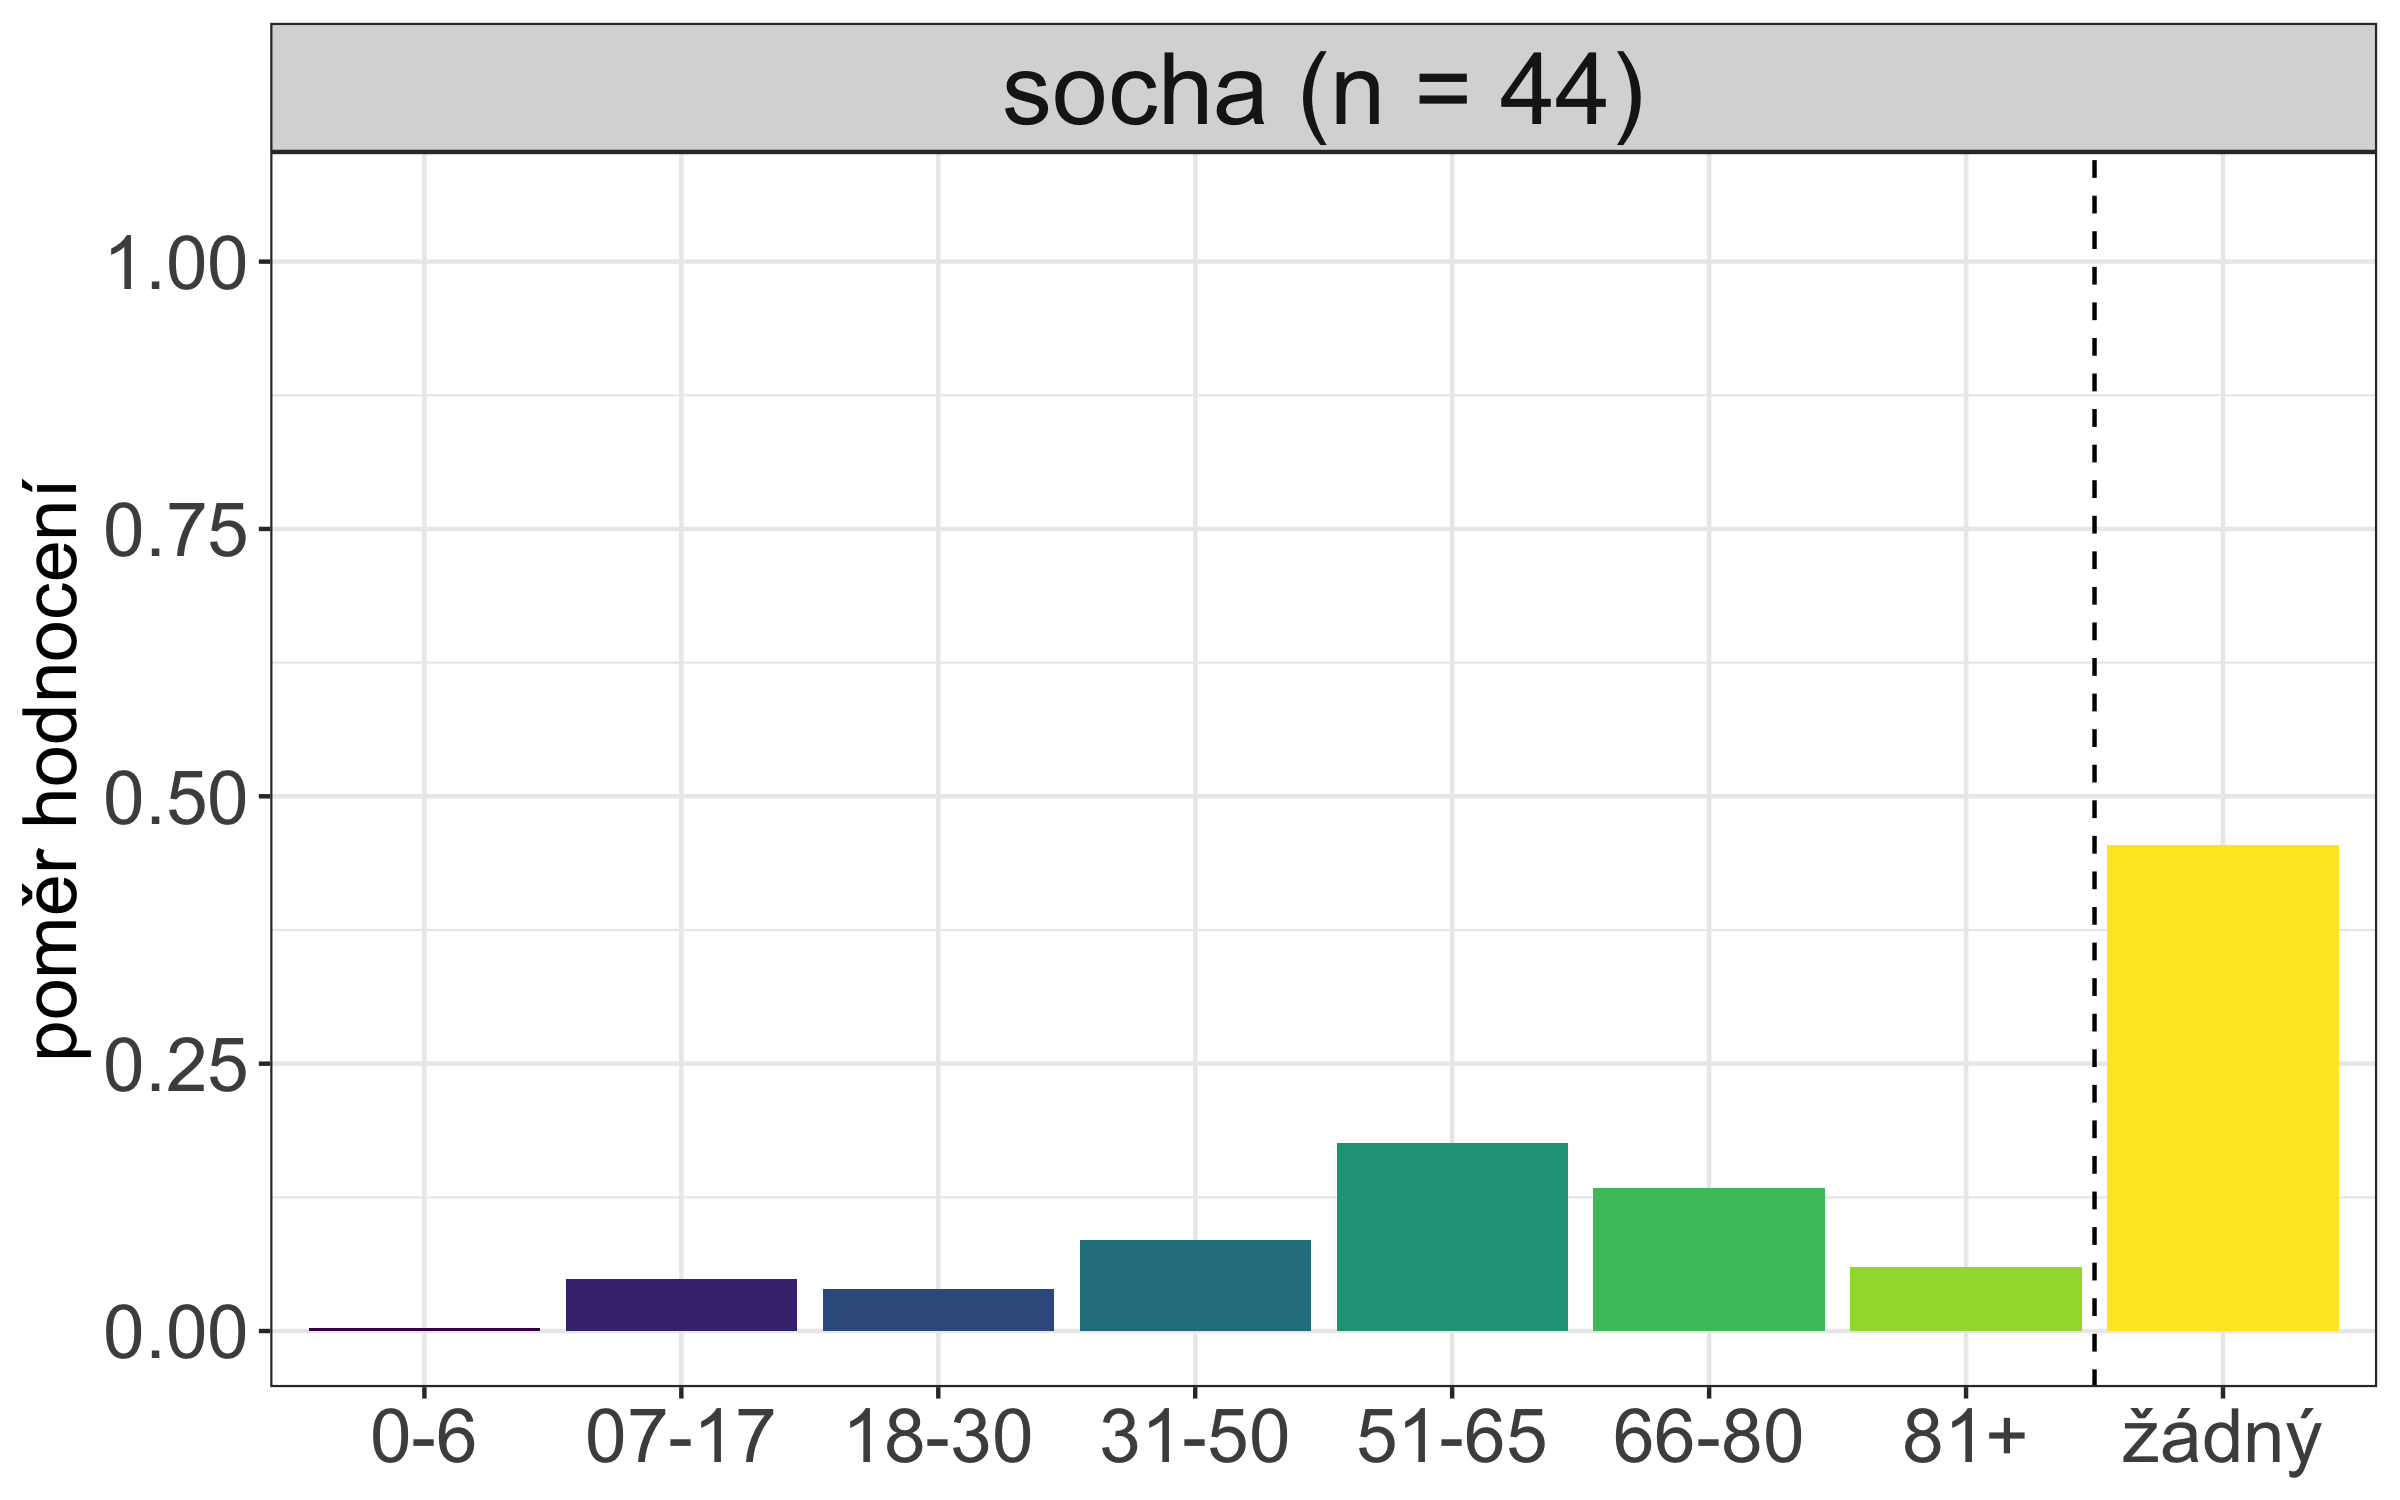 socha (n = 44)
poměr hodnocení
1.00
0.75
0.50
0.25
0.00
0-6 07-17 18-30 31-50 51-65 66-80 81+ žádný